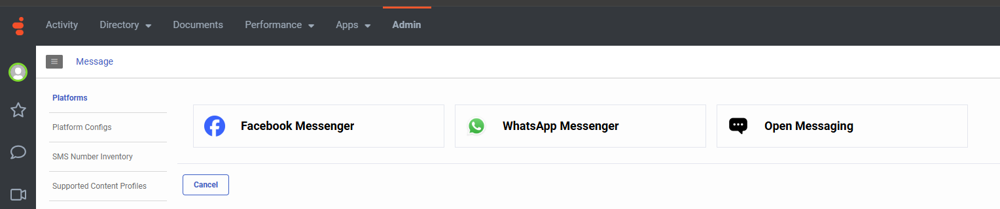 Activity Directory Documents Performance Apps Admin
Message
Platforms
Platform Configs
SMS Number Inventory
Supported Content Profiles
Facebook Messenger WhatsApp Messenger Open Messaging
Cancel